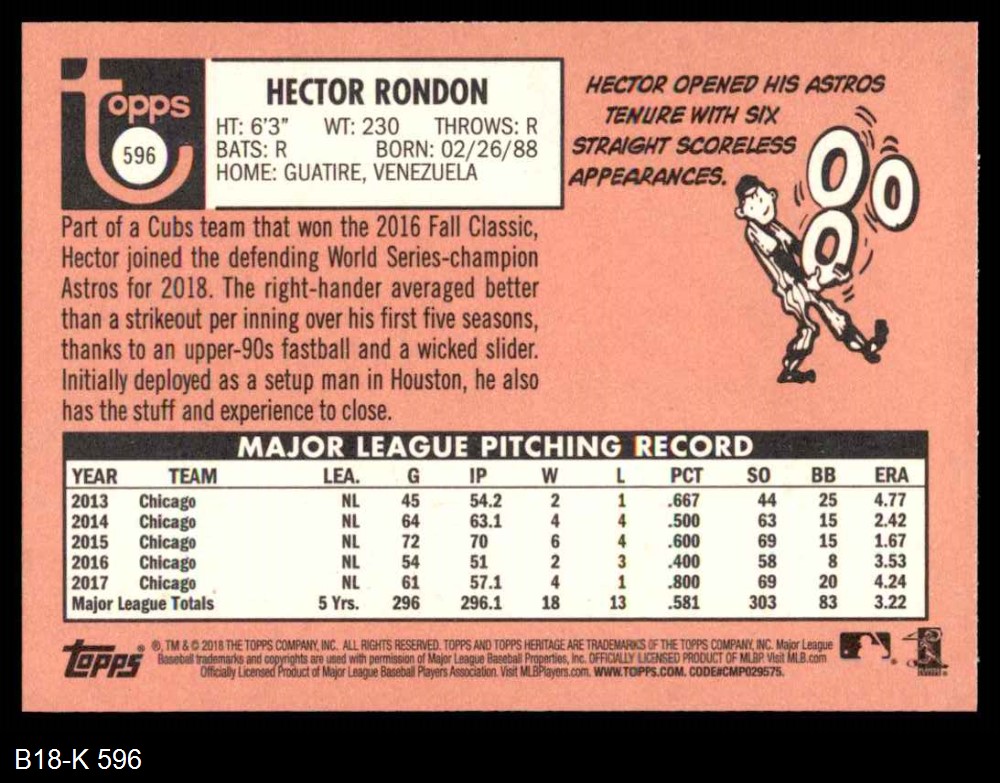 Topps
596
HECTOR RONDON
HT: 6'3" WT: 230 THROWS: R
BATS: R BORN: 02/26/88
HOME: GUATIRE, VENEZUELA
HECTOR OPENED HIS ASTROS
TENURE WITH SIX
STRAIGHT SCORELESS
APPEARANCES.
0
0
0
Part of a Cubs team that won the 2016 Fall Classic,
Hector joined the defending World Series-champion
Astros for 2018. The right-hander averaged better
than a strikeout per inning over his first five seasons,
thanks to an upper-90s fastball and a wicked slider.
Initially deployed as a setup man in Houston, he also
has the stuff and experience to close.
MAJOR LEAGUE PITCHING RECORD
YEAR TEAM LEA. G IP W L PCT SO BB ERA
2013 Chicago NL 45 54.2 2 1 .667 44 25 4.77
2014 Chicago NL 64 63.1 4 4 .500 63 15 2.42
2015 Chicago NL 72 70 6 4 .600 69 15 1.67
2016 Chicago NL 54 51 2 3 .400 58 8 3.53
2017 Chicago NL 61 57.1 4 1 .800 69 20 4.24
Major League Totals 5 Yrs. 296 296.1 18 13 .581 303 83 3.22
Topps ®, TM & © 2018 THE TOPPS COMPANY, INC. ALL RIGHTS RESERVED. TOPPS AND TOPPS HERITAGE ARE TRADEMARKS OF THE TOPPS COMPANY, INC. Major League
Baseball trademarks and copyrights are used with permission of Major League Baseball Properties, Inc. OFFICIALLY LICENSED PRODUCT OF MLBP. Visit MLB.com
Officially Licensed Product of Major League Baseball Players Association. Visit MLBPlayers.com. WWW.TOPPS.COM. CODE#CMP029575.
B18-K 596